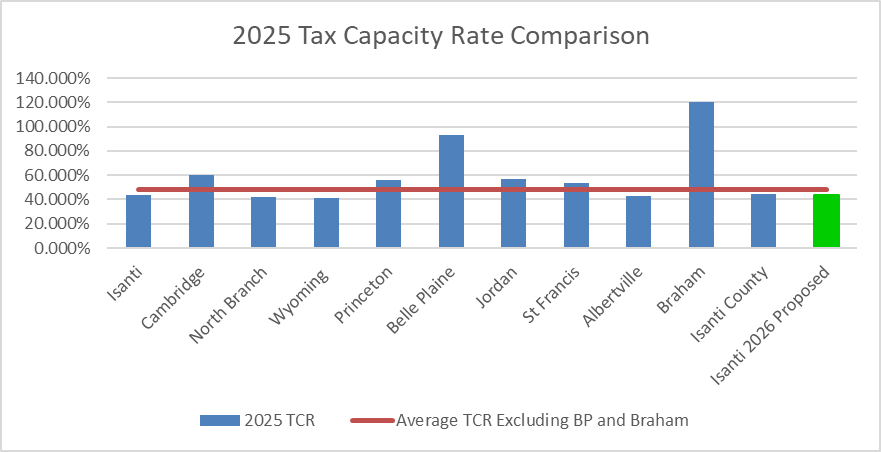 2025 Tax Capacity Rate Comparison
140.000%
120.000%
100.000%
80.000%
60.000%
40.000%
20.000%
0.000%
Isanti
Cambridge
North Branch
Wyoming
Princeton
Belle Plaine
Jordan
St Francis
Albertville
Braham
Isanti County
Isanti 2026 Proposed
2025 TCR
Average TCR Excluding BP and Braham